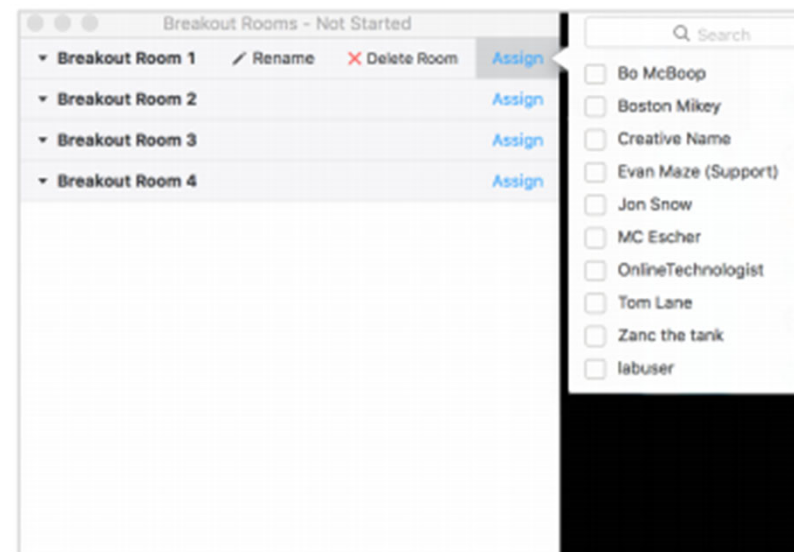 Breakout Rooms - Not Started
Breakout Room 1 Rename Delete Room Assign
Breakout Room 2 Assign
Breakout Room 3 Assign
Breakout Room 4 Assign
Search
Bo McBoop
Boston Mikey
Creative Name
Evan Maze (Support)
Jon Snow
MC Escher
OnlineTechnologist
Tom Lane
Zanc the tank
labuser